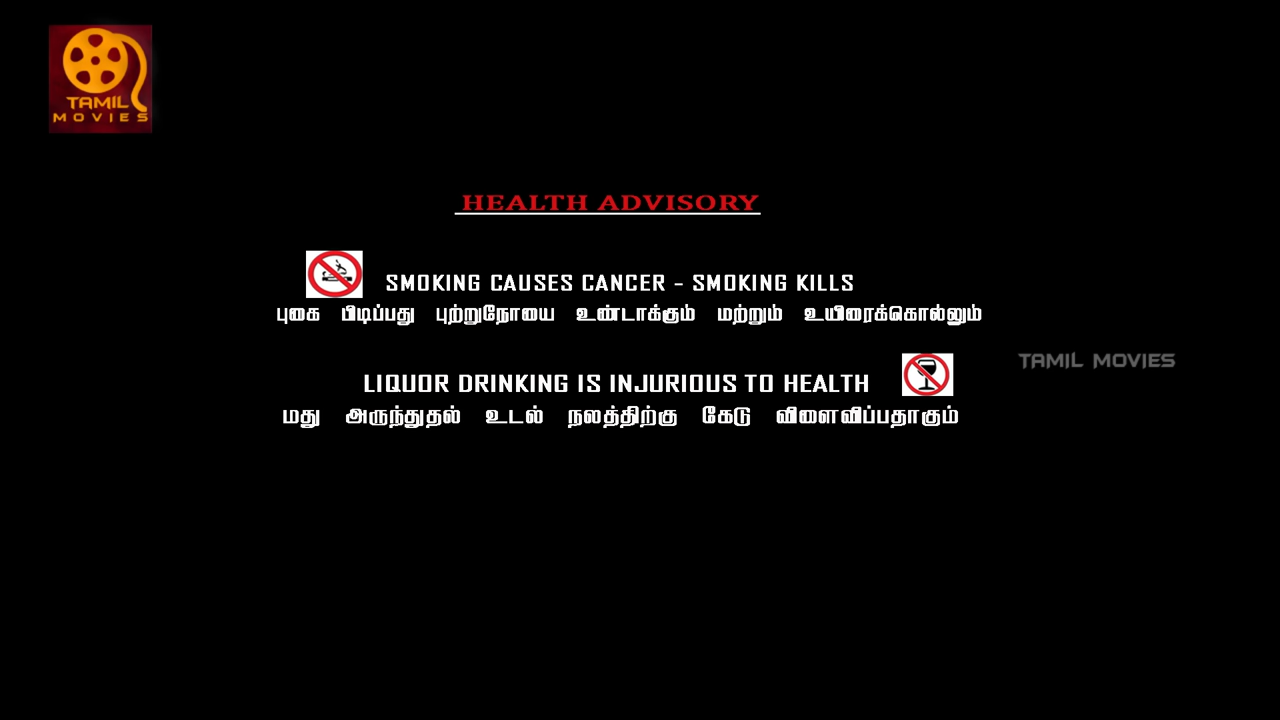 TAMIL
MOVIES
HEALTH ADVISORY
SMOKING CAUSES CANCER - SMOKING KILLS
புகை பிடிப்பது புற்றுநோயை உண்டாக்கும் மற்றும் உயிரைக்கொல்லும்
TAMIL MOVIES
LIQUOR DRINKING IS INJURIOUS TO HEALTH
மது அருந்துதல் உடல் நலத்திற்கு கேடு விளைவிப்பதாகும்